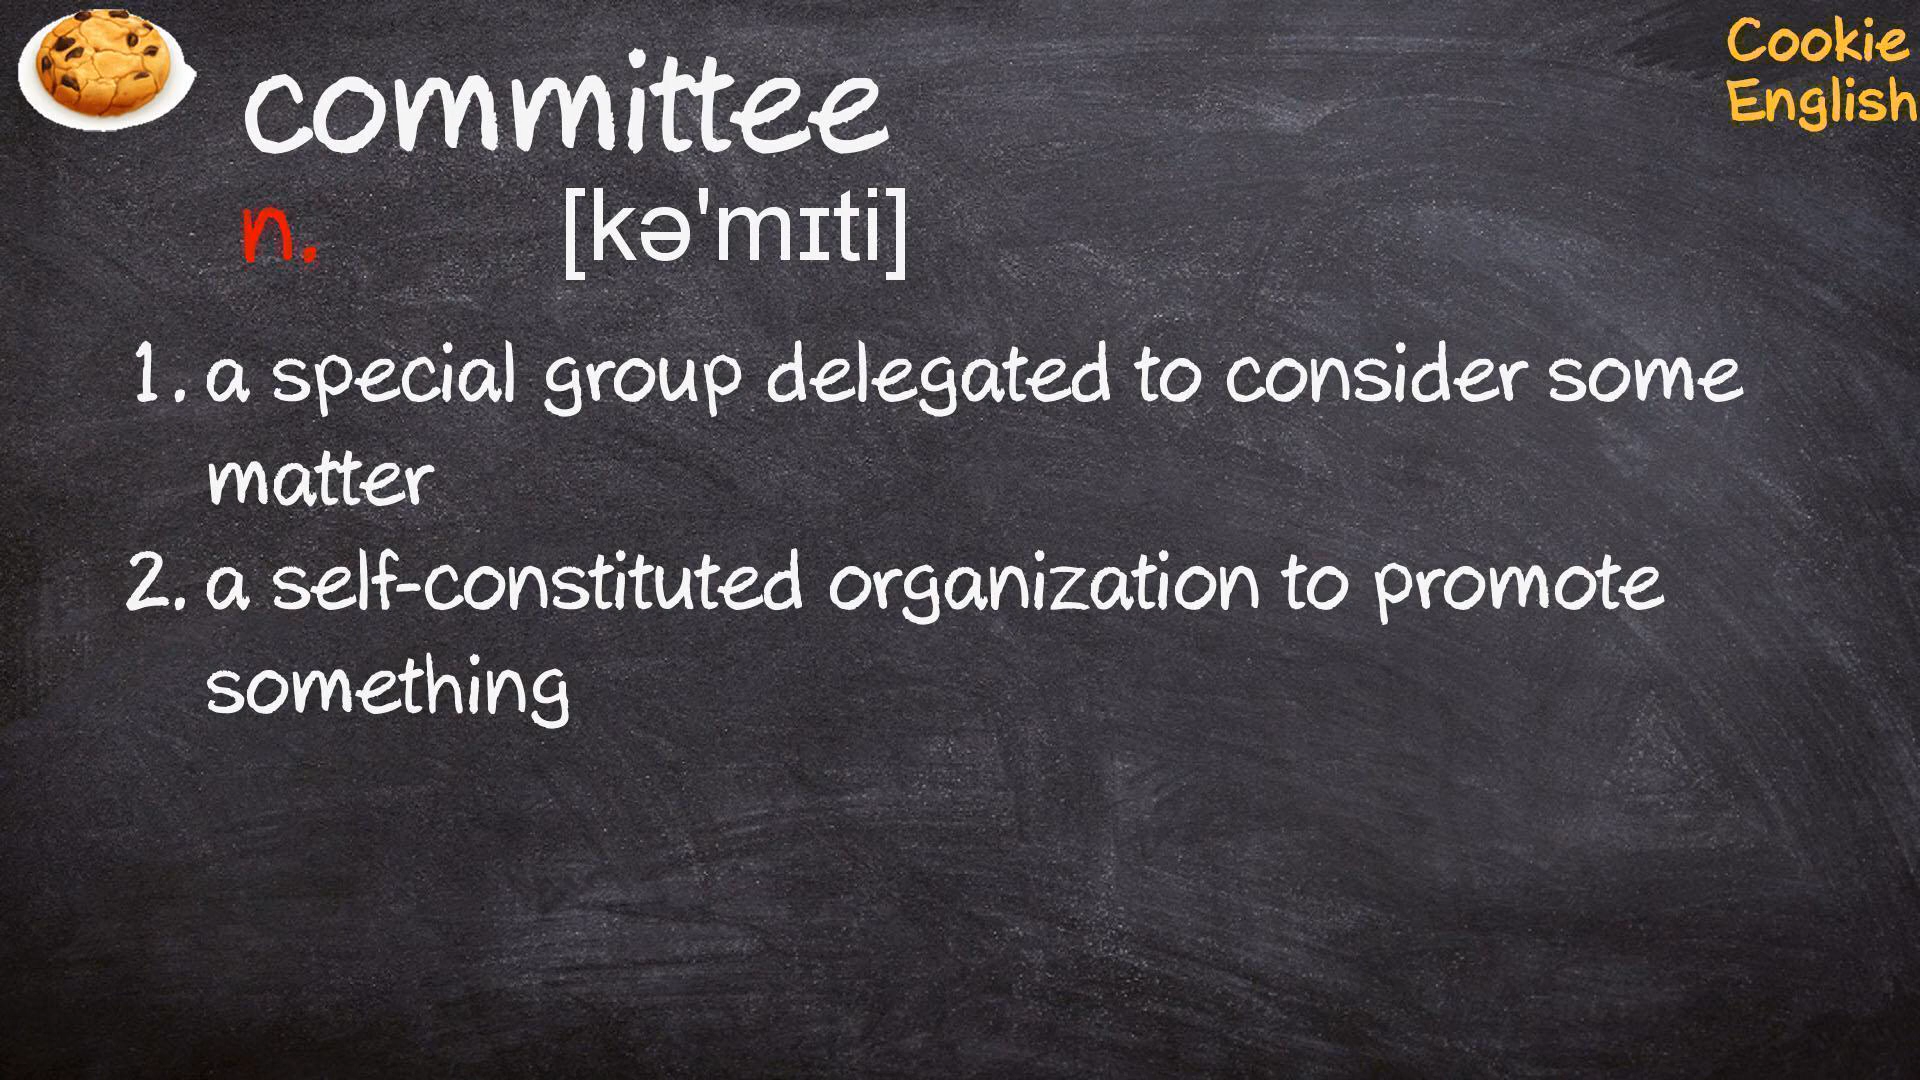 committee
Cookie
English
n. [kə'mɪti]
1. a special group delegated to consider some
matter
2. a self-constituted organization to promote
something